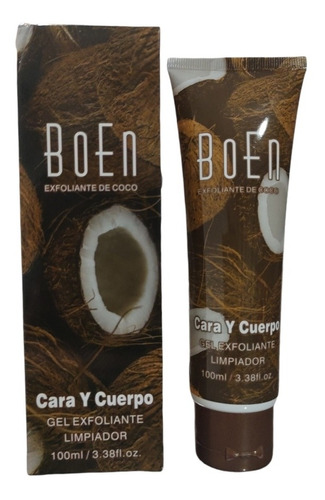 BOEn
EXFOLIANTE DE COCO
Cara Y Cuerpo
GEL EXFOLIANTE
LIMPIADOR
100ml / 3.38fl.oz.
BOEn
EXFOLIANTE DE COCO
Cara Y Cuerpo
GEL EXFOLIANTE
LIMPIADOR
100ml / 3.38fl.oz.